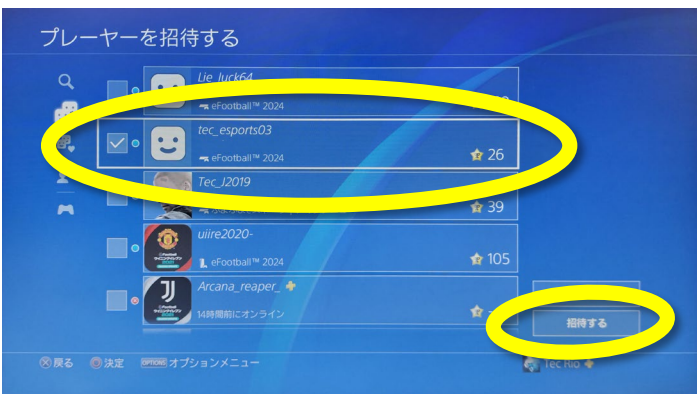 プレーヤーを招待する
Lie_luck64
eFootball™ 2024
tec_esports03
eFootball™ 2024
26
Tec_J2019
39
uiire2020-
eFootball™ 2024
105
Arcana_reaper_
14時間前にオンライン
招待する
戻る
決定
OPTIONS オプションメニュー
Tec Rio